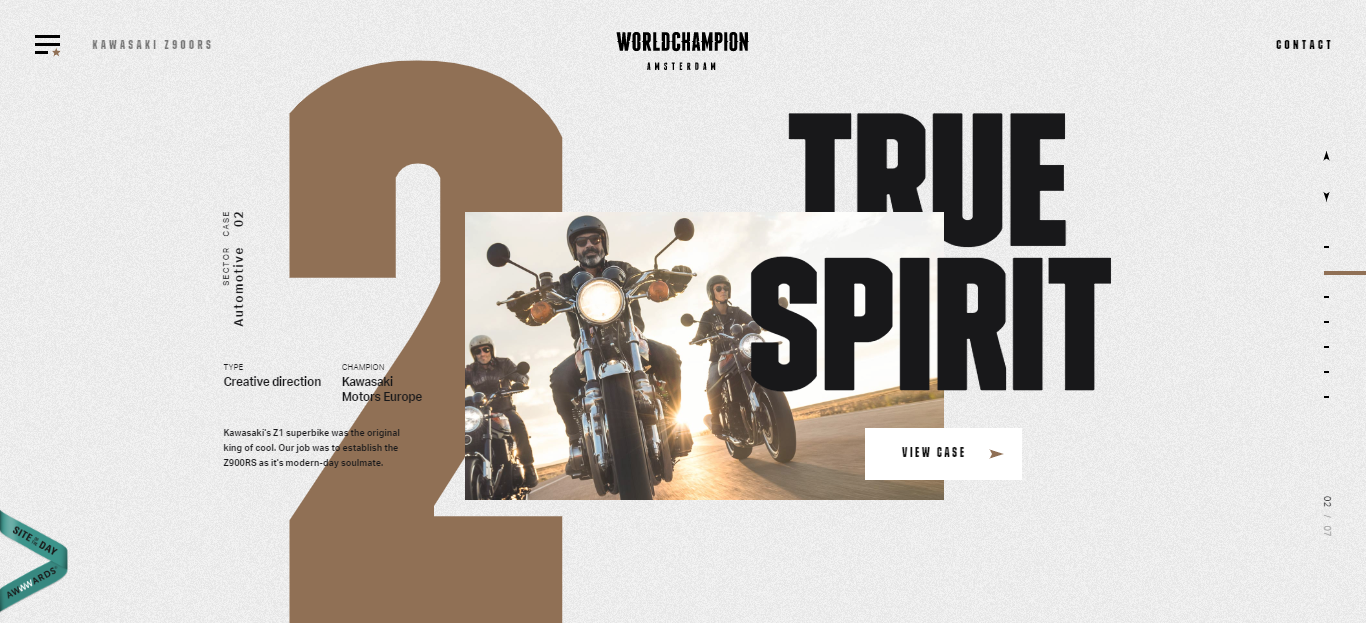 KAWASAKI Z900RS
WORLDCHAMPION
AMSTERDAM
CONTACT
2
TRUE
SPIRIT
CASE
02
SECTOR
Automotive
TYPE
Creative direction
CHAMPION
Kawasaki
Motors Europe
Kawasaki's Z1 superbike was the original
king of cool. Our job was to establish the
Z900RS as it's modern-day soulmate.
VIEW CASE
02 / 07
SITE OF THE DAY
AWWWARDS